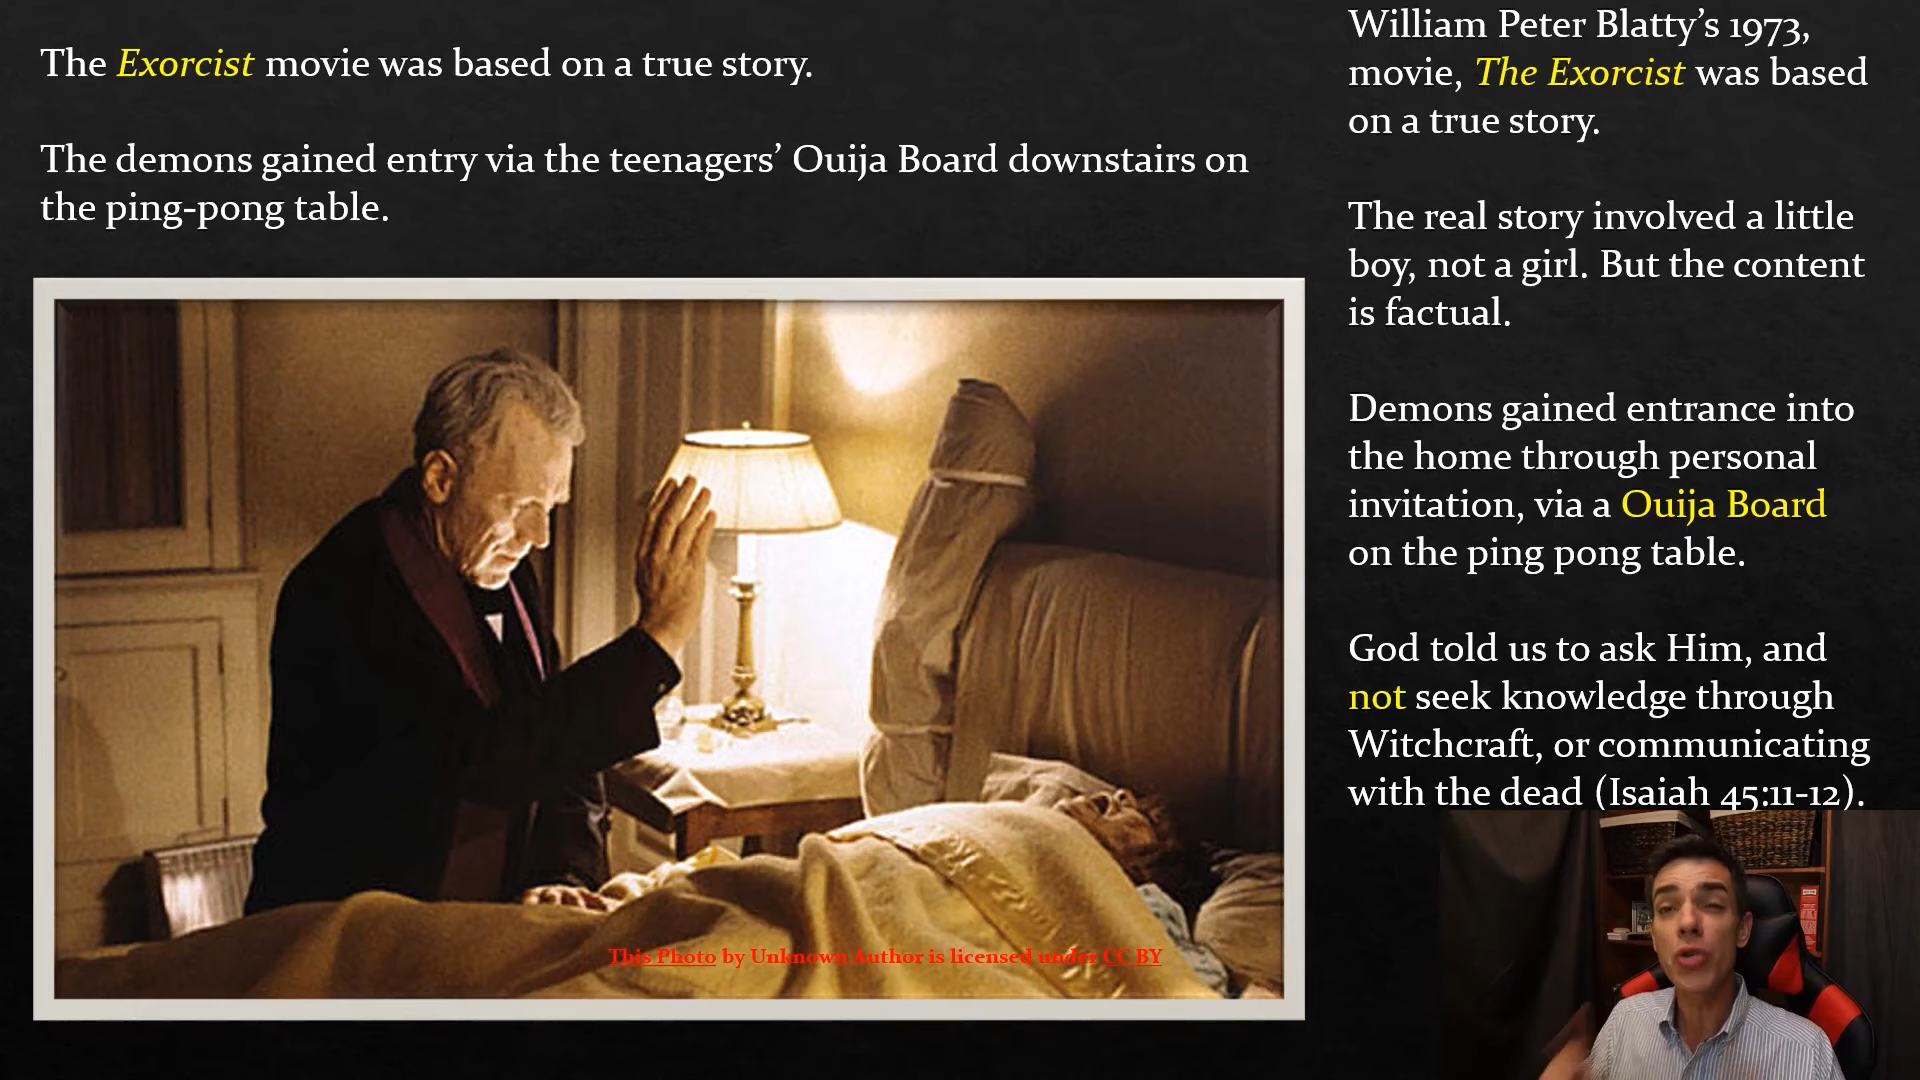 The Exorcist movie was based on a true story.
The demons gained entry via the teenagers’ Ouija Board downstairs on
the ping-pong table.
This Photo by Unknown Author is licensed under CC BY
William Peter Blatty’s 1973,
movie, The Exorcist was based
on a true story.
The real story involved a little
boy, not a girl. But the content
is factual.
Demons gained entrance into
the home through personal
invitation, via a Ouija Board
on the ping pong table.
God told us to ask Him, and
not seek knowledge through
Witchcraft, or communicating
with the dead (Isaiah 45:11-12).